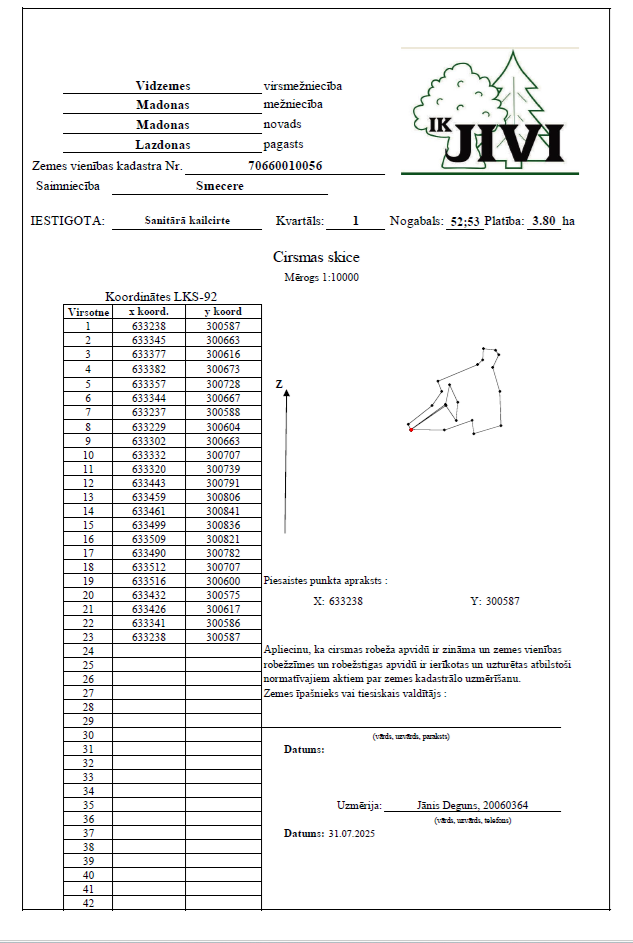 Vidzemes virsmežniecība
Madonas mežniecība
Madonas novads
Lazdonas pagasts
IK JIVI
Zemes vienības kadastra Nr. 70660010056
Saimniecība Smecere
IESTIGOTA: Sanitārā kailcirte Kvartāls: 1 Nogabals: 52;53 Platība: 3.80 ha
Cirsmas skice
Mērogs 1:10000
Koordinātes LKS-92
Virsotne x koord. y koord
1 633238 300587
2 633345 300663
3 633377 300616
4 633382 300673
5 633357 300728
6 633344 300667
7 633237 300588
8 633229 300604
9 633302 300663
10 633332 300707
11 633320 300739
12 633443 300791
13 633459 300806
14 633461 300841
15 633499 300836
16 633509 300821
17 633490 300782
18 633512 300707
19 633516 300600
20 633432 300575
21 633426 300617
22 633341 300586
23 633238 300587
24
25
26
27
28
29
30
31
32
33
34
35
36
37
38
39
40
41
42
Z
Piesaistes punkta apraksts :
X: 633238 Y: 300587
Apliecinu, ka cirsmas robeža apvidū ir zināma un zemes vienības
robežzīmes un robežstigas apvidū ir ierīkotas un uzturētas atbilstoši
normatīvajiem aktiem par zemes kadastrālo uzmērīšanu.
Zemes īpašnieks vai tiesiskais valdītājs :
(vārds, uzvārds, paraksts)
Datums:
Uzmērīja: Jānis Deguns, 20060364
(vārds, uzvārds, telefons)
Datums: 31.07.2025